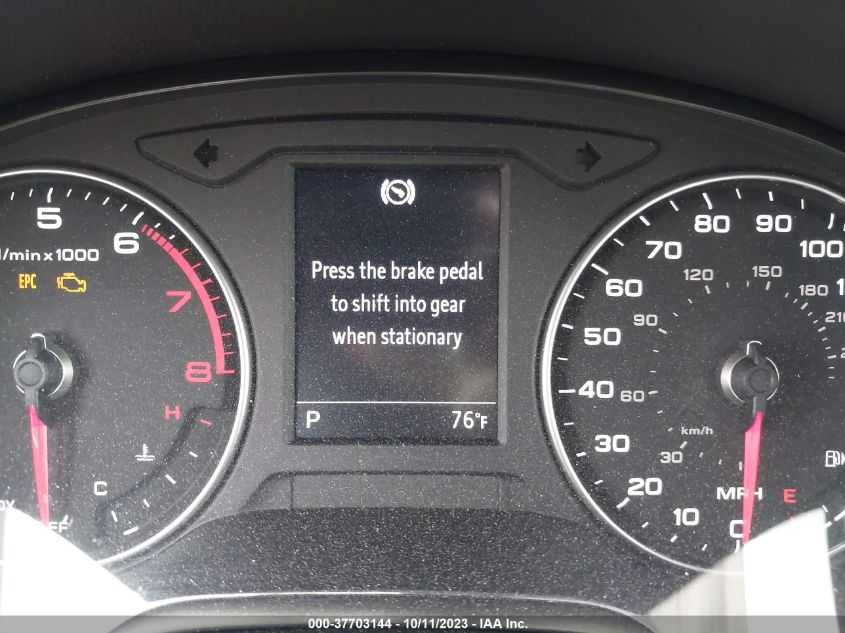 5
6
7
8
1/min x 1000
EPC
H
C
Press the brake pedal
to shift into gear
when stationary
P
76°F
0
10
20
30
40
50
60
70
80
90
100
30
60
90
120
150
180
km/h
MPH
E
000-37703144 - 10/11/2023 - IAA Inc.